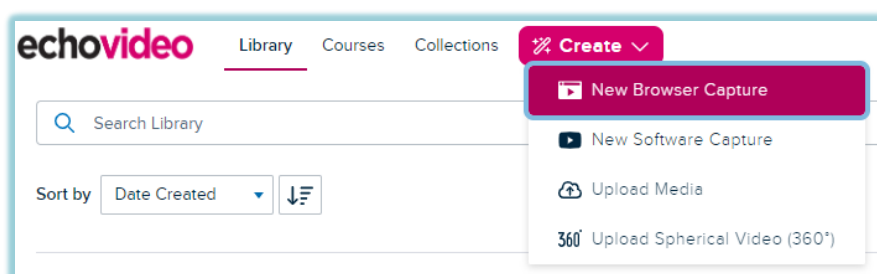 echovideo Library Courses Collections Create
New Browser Capture
Search Library
New Software Capture
Sort by Date Created
Upload Media
360° Upload Spherical Video (360°)